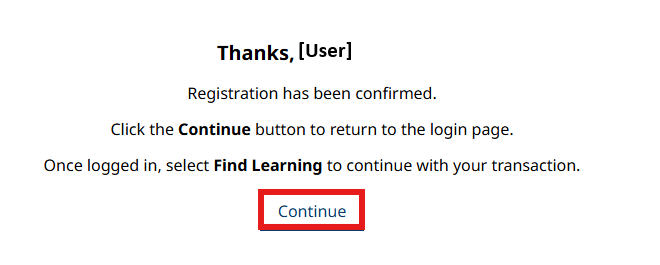 Thanks, [User]
Registration has been confirmed.
Click the Continue button to return to the login page.
Once logged in, select Find Learning to continue with your transaction.
Continue